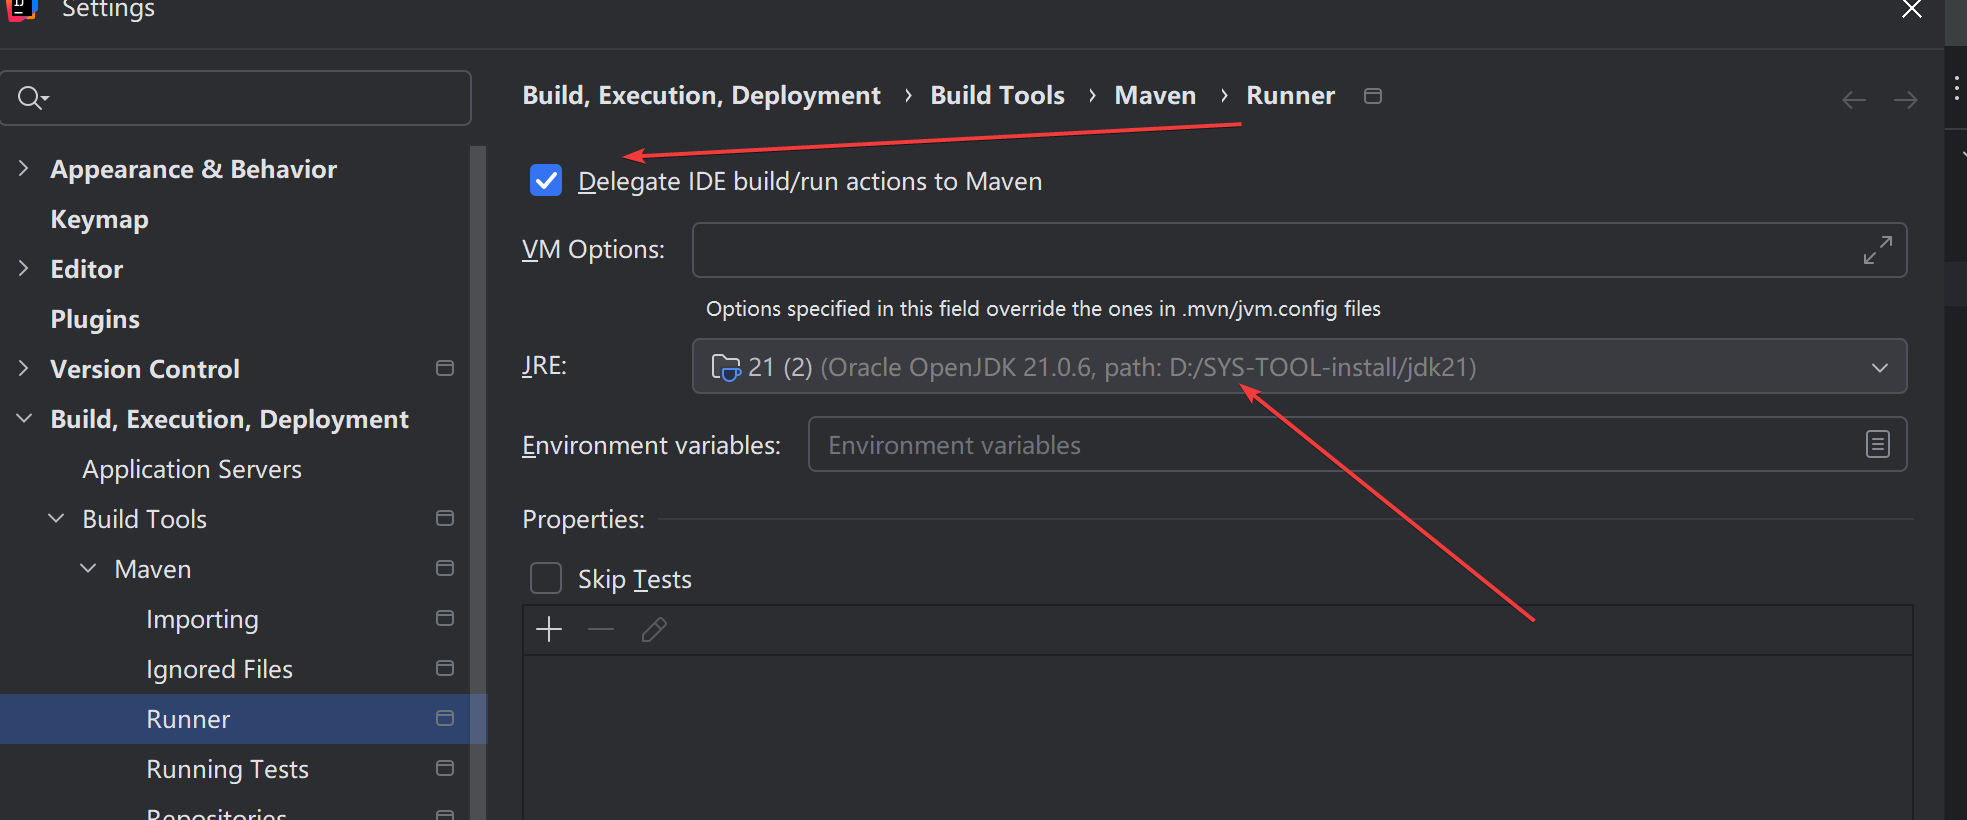 Settings
Build, Execution, Deployment › Build Tools › Maven › Runner
Appearance & Behavior
Keymap
Editor
Plugins
Version Control
Build, Execution, Deployment
Application Servers
Build Tools
Maven
Importing
Ignored Files
Runner
Running Tests
Repositories
Delegate IDE build/run actions to Maven
VM Options:
Options specified in this field override the ones in .mvn/jvm.config files
JRE: 21 (2) (Oracle OpenJDK 21.0.6, path: D:/SYS-TOOL-install/jdk21)
Environment variables: Environment variables
Properties:
Skip Tests